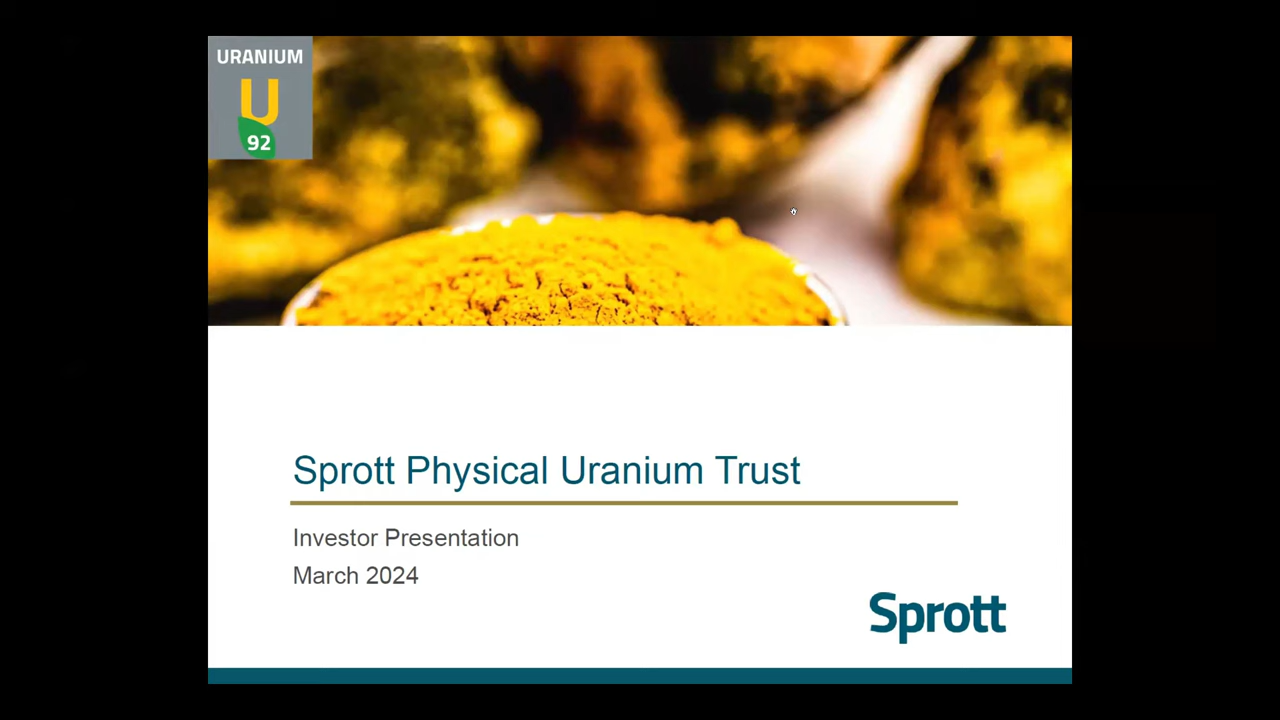 URANIUM
U
92
Sprott Physical Uranium Trust
Investor Presentation
March 2024
Sprott